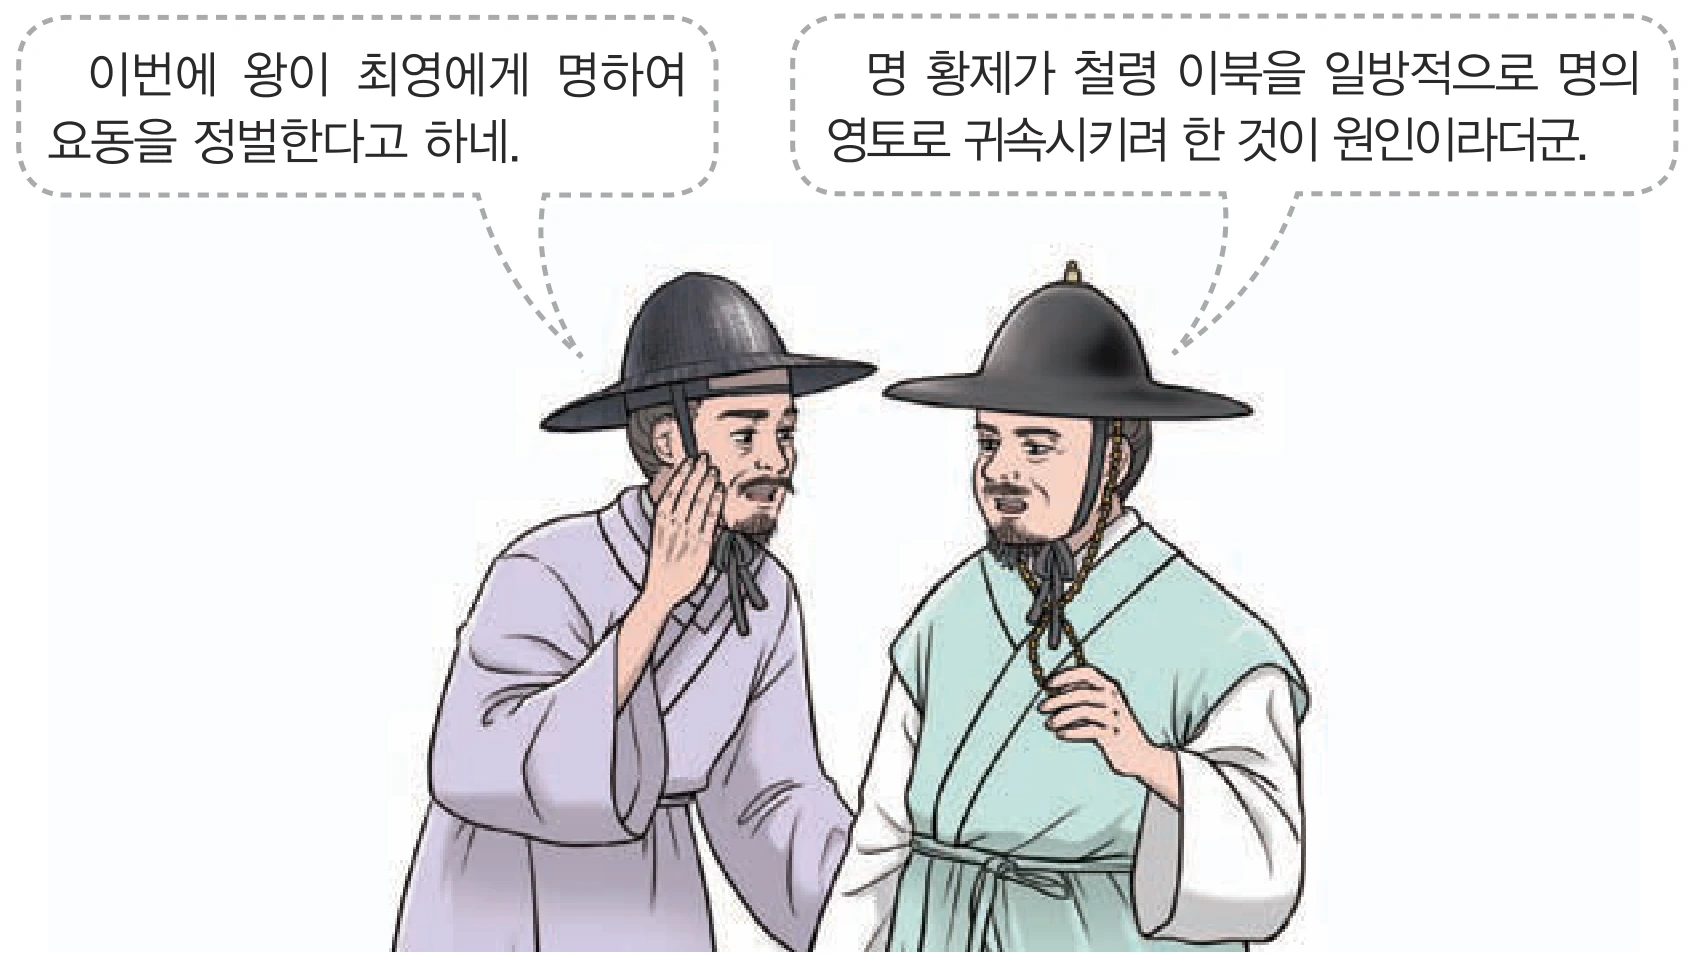 이번에 왕이 최영에게 명하여
요동을 정벌한다고 하네.
명 황제가 철령 이북을 일방적으로 명의
영토로 귀속시키려 한 것이 원인이라더군.